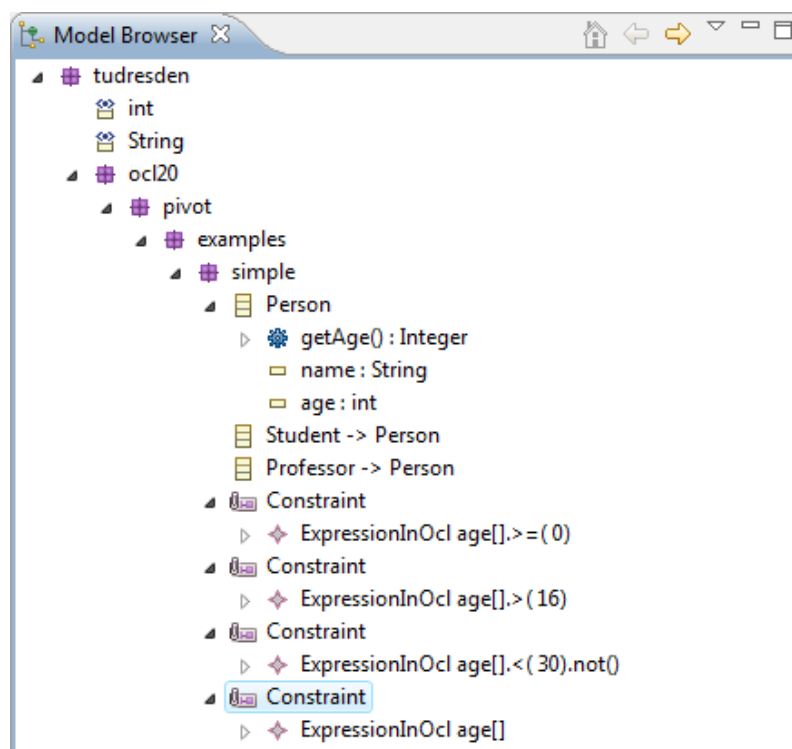 Model Browser
tudresden
int
String
ocl20
pivot
examples
simple
Person
getAge() : Integer
name : String
age : int
Student -> Person
Professor -> Person
Constraint
ExpressionInOcl age[].>=( 0)
Constraint
ExpressionInOcl age[].>( 16)
Constraint
ExpressionInOcl age[].<( 30).not()
Constraint
ExpressionInOcl age[]